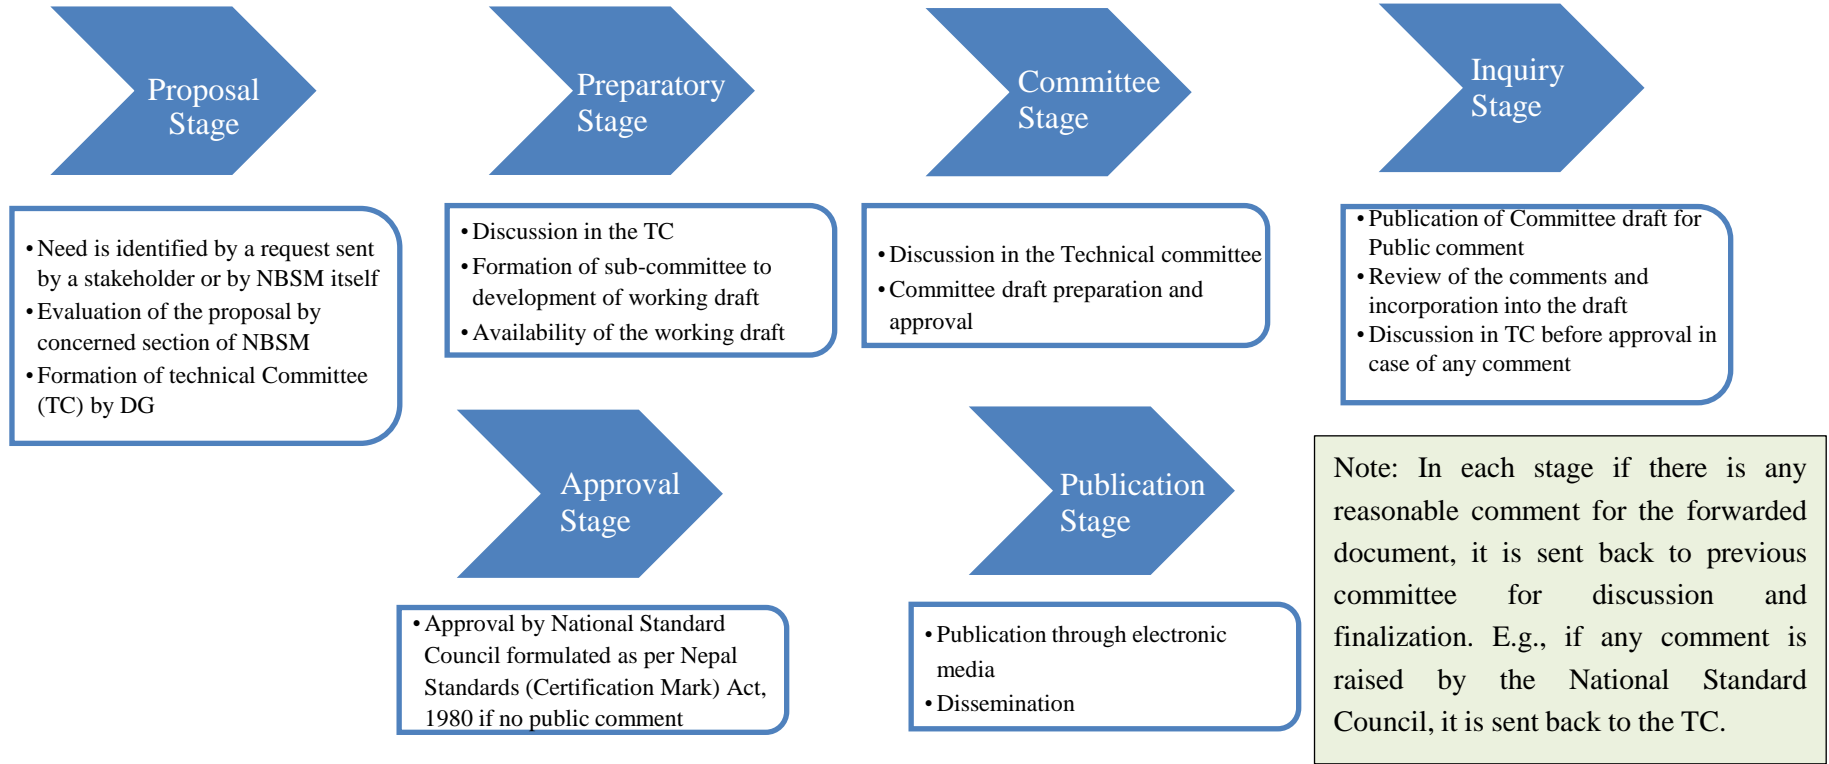 Proposal
Stage
• Need is identified by a request sent
by a stakeholder or by NBSM itself
• Evaluation of the proposal by
concerned section of NBSM
• Formation of technical Committee
(TC) by DG
Preparatory
Stage
• Discussion in the TC
• Formation of sub-committee to
development of working draft
• Availability of the working draft
Committee
Stage
• Discussion in the Technical committee
• Committee draft preparation and
approval
Inquiry
Stage
• Publication of Committee draft for
Public comment
• Review of the comments and
incorporation into the draft
• Discussion in TC before approval in
case of any comment
Approval
Stage
• Approval by National Standard
Council formulated as per Nepal
Standards (Certification Mark) Act,
1980 if no public comment
Publication
Stage
• Publication through electronic
media
• Dissemination
Note: In each stage if there is any
reasonable comment for the forwarded
document, it is sent back to previous
committee for discussion and
finalization. E.g., if any comment is
raised by the National Standard
Council, it is sent back to the TC.